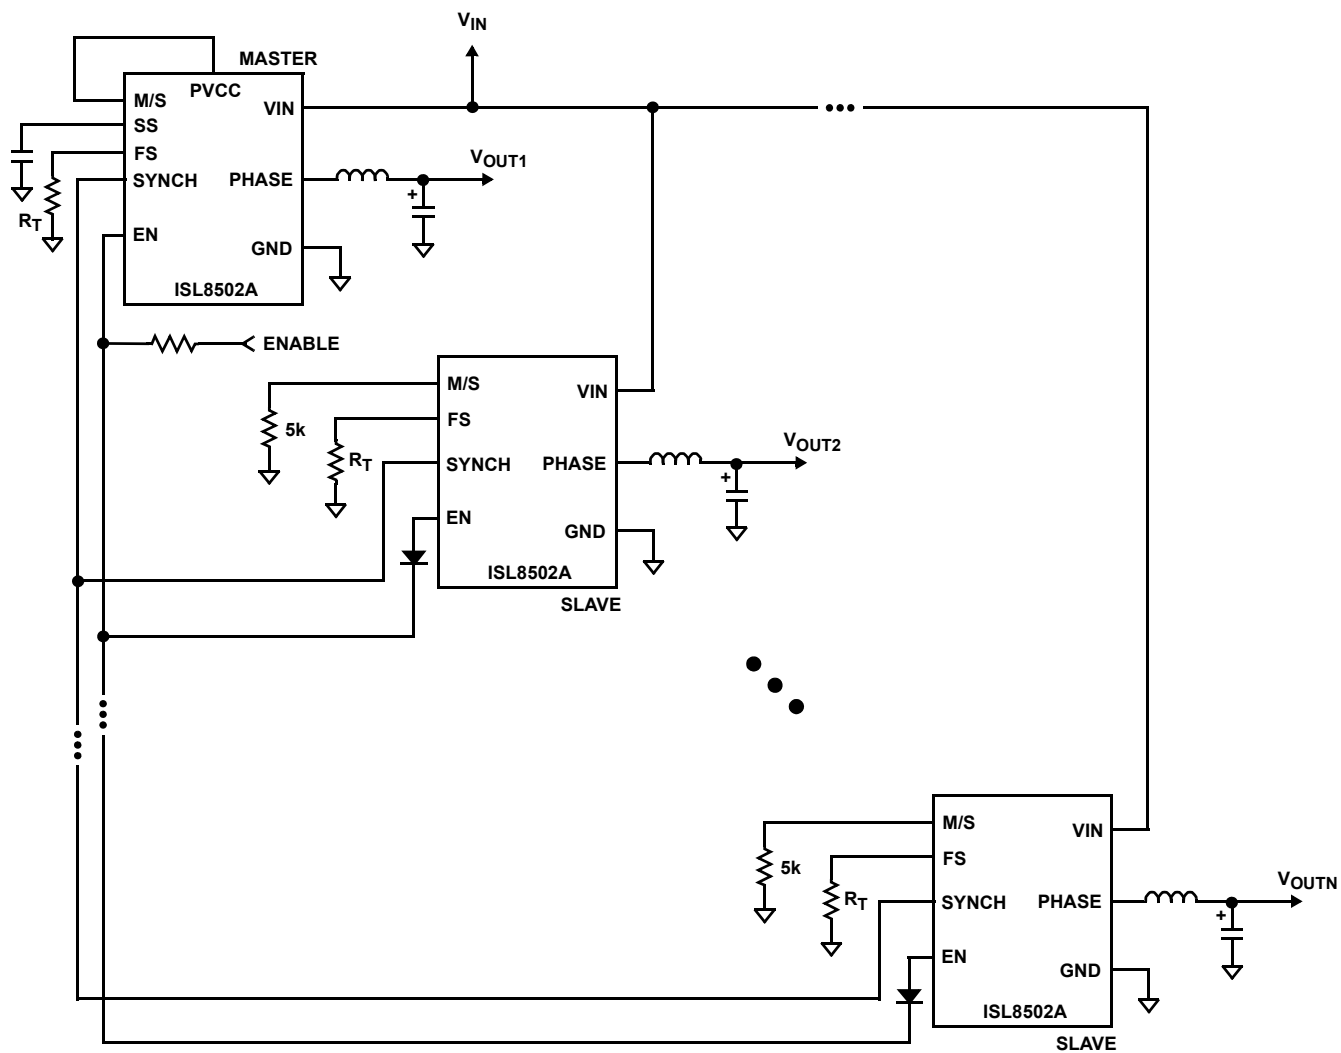 VIN
MASTER
PVCC
M/S
VIN
SS
FS
SYNCH
PHASE
VOUT1
+
RT
EN
GND
ISL8502A
ENABLE
M/S
VIN
FS
5k
RT
SYNCH
PHASE
VOUT2
+
EN
GND
ISL8502A
SLAVE
M/S
VIN
FS
5k
RT
SYNCH
PHASE
VOUTN
+
EN
GND
ISL8502A
SLAVE